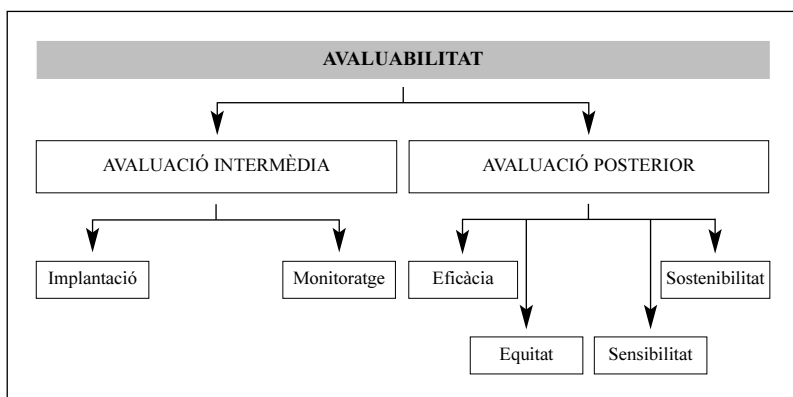 AVALUABILITAT
AVALUACIÓ INTERMÈDIA
AVALUACIÓ POSTERIOR
Implantació
Monitoratge
Eficàcia
Sostenibilitat
Equitat
Sensibilitat